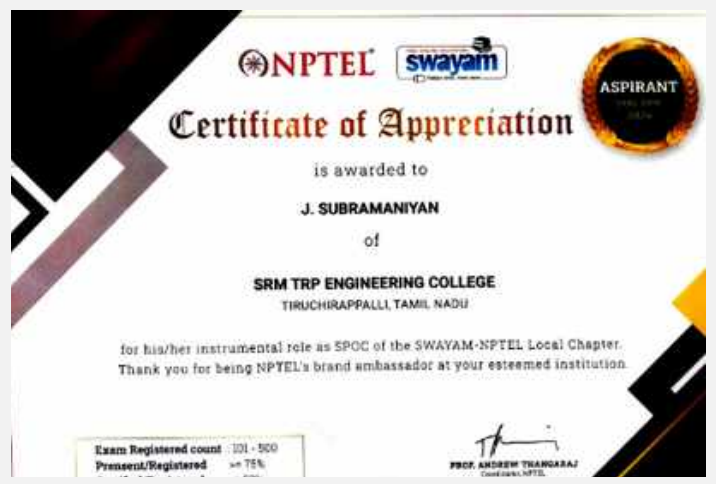 NPTEL
swayam
ASPIRANT
Certificate of Appreciation
is awarded to
J. SUBRAMANIYAN
of
SRM TRP ENGINEERING COLLEGE
TIRUCHIRAPPALLI, TAMIL NADU
for his/her instrumental role as SPOC of the SWAYAM-NPTEL Local Chapter.
Thank you for being NPTEL's brand ambassador at your esteemed institution
Exam Registered count : 101 - 500
Prensent/Registered >= 75%
PROF. ANDREW THANGARAJ
Coordinator, NPTEL